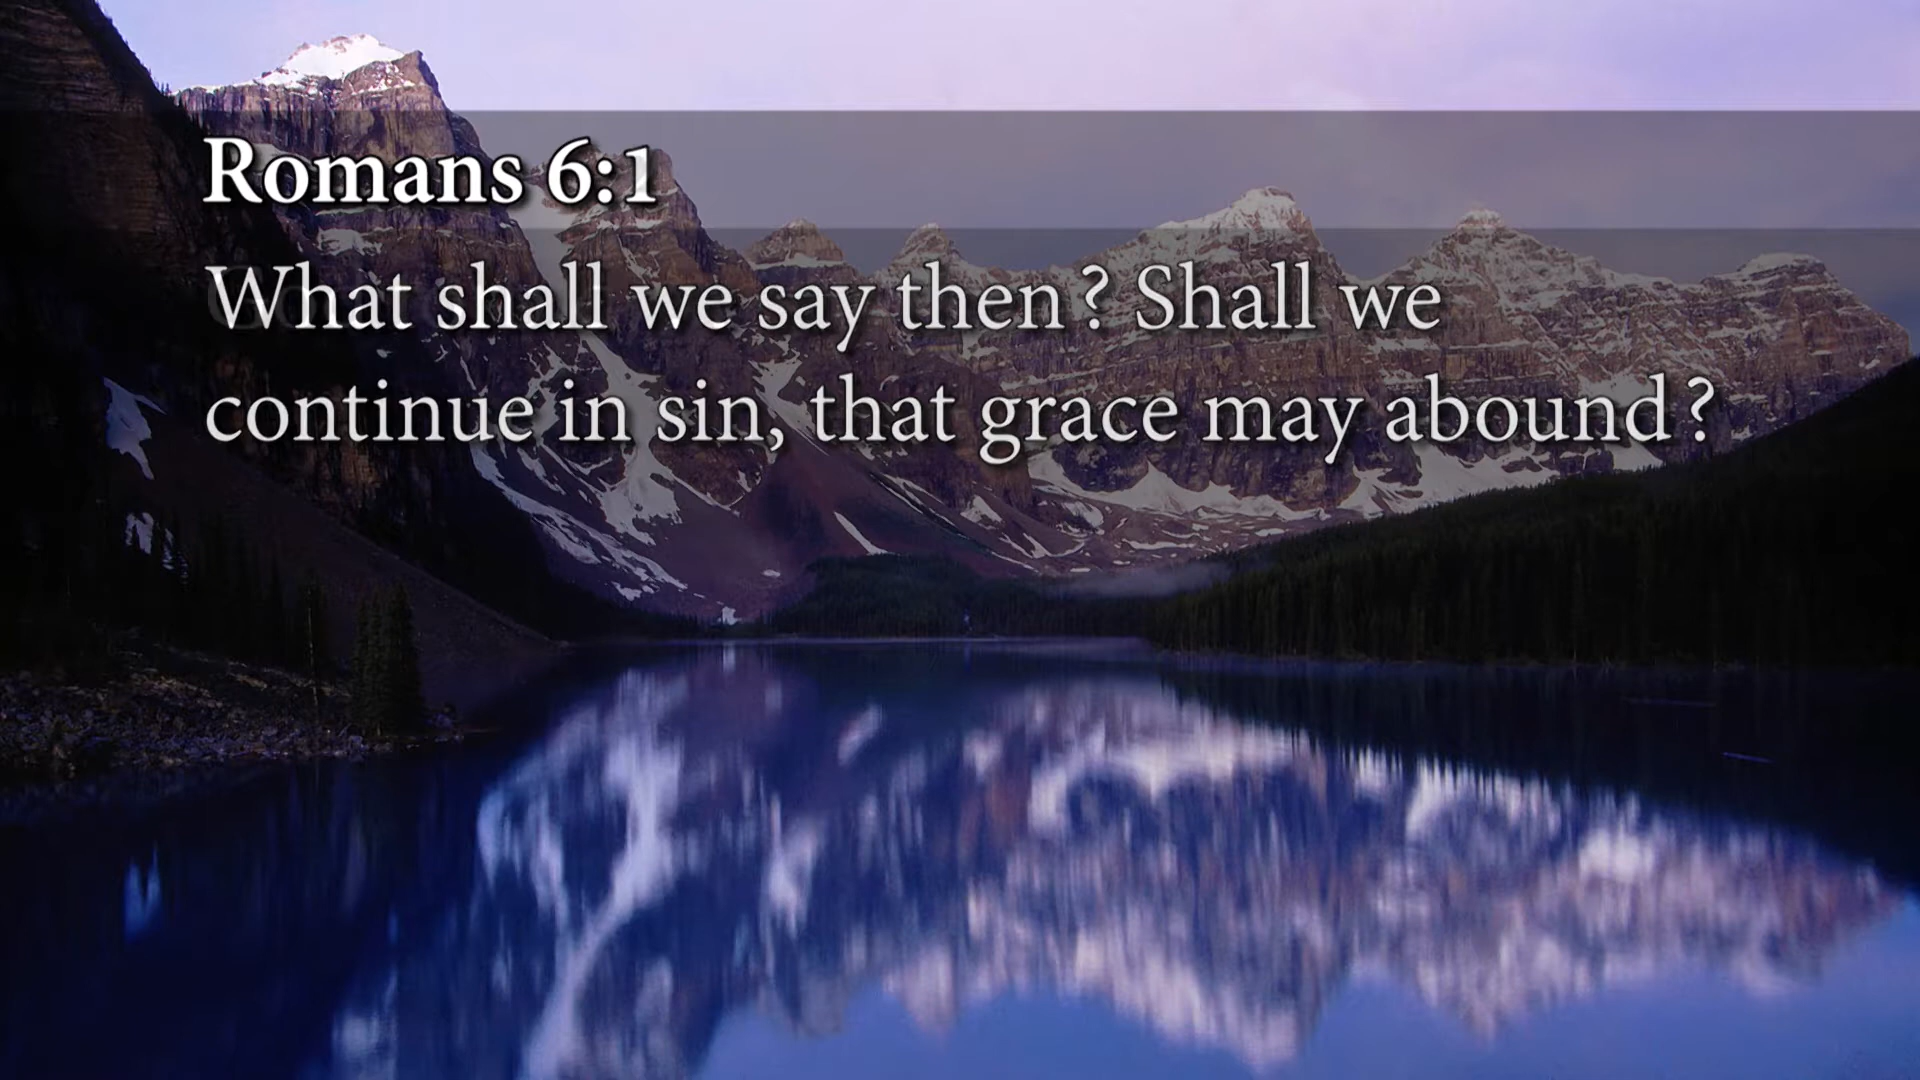 Romans 6:1
What shall we say then? Shall we
continue in sin, that grace may abound?